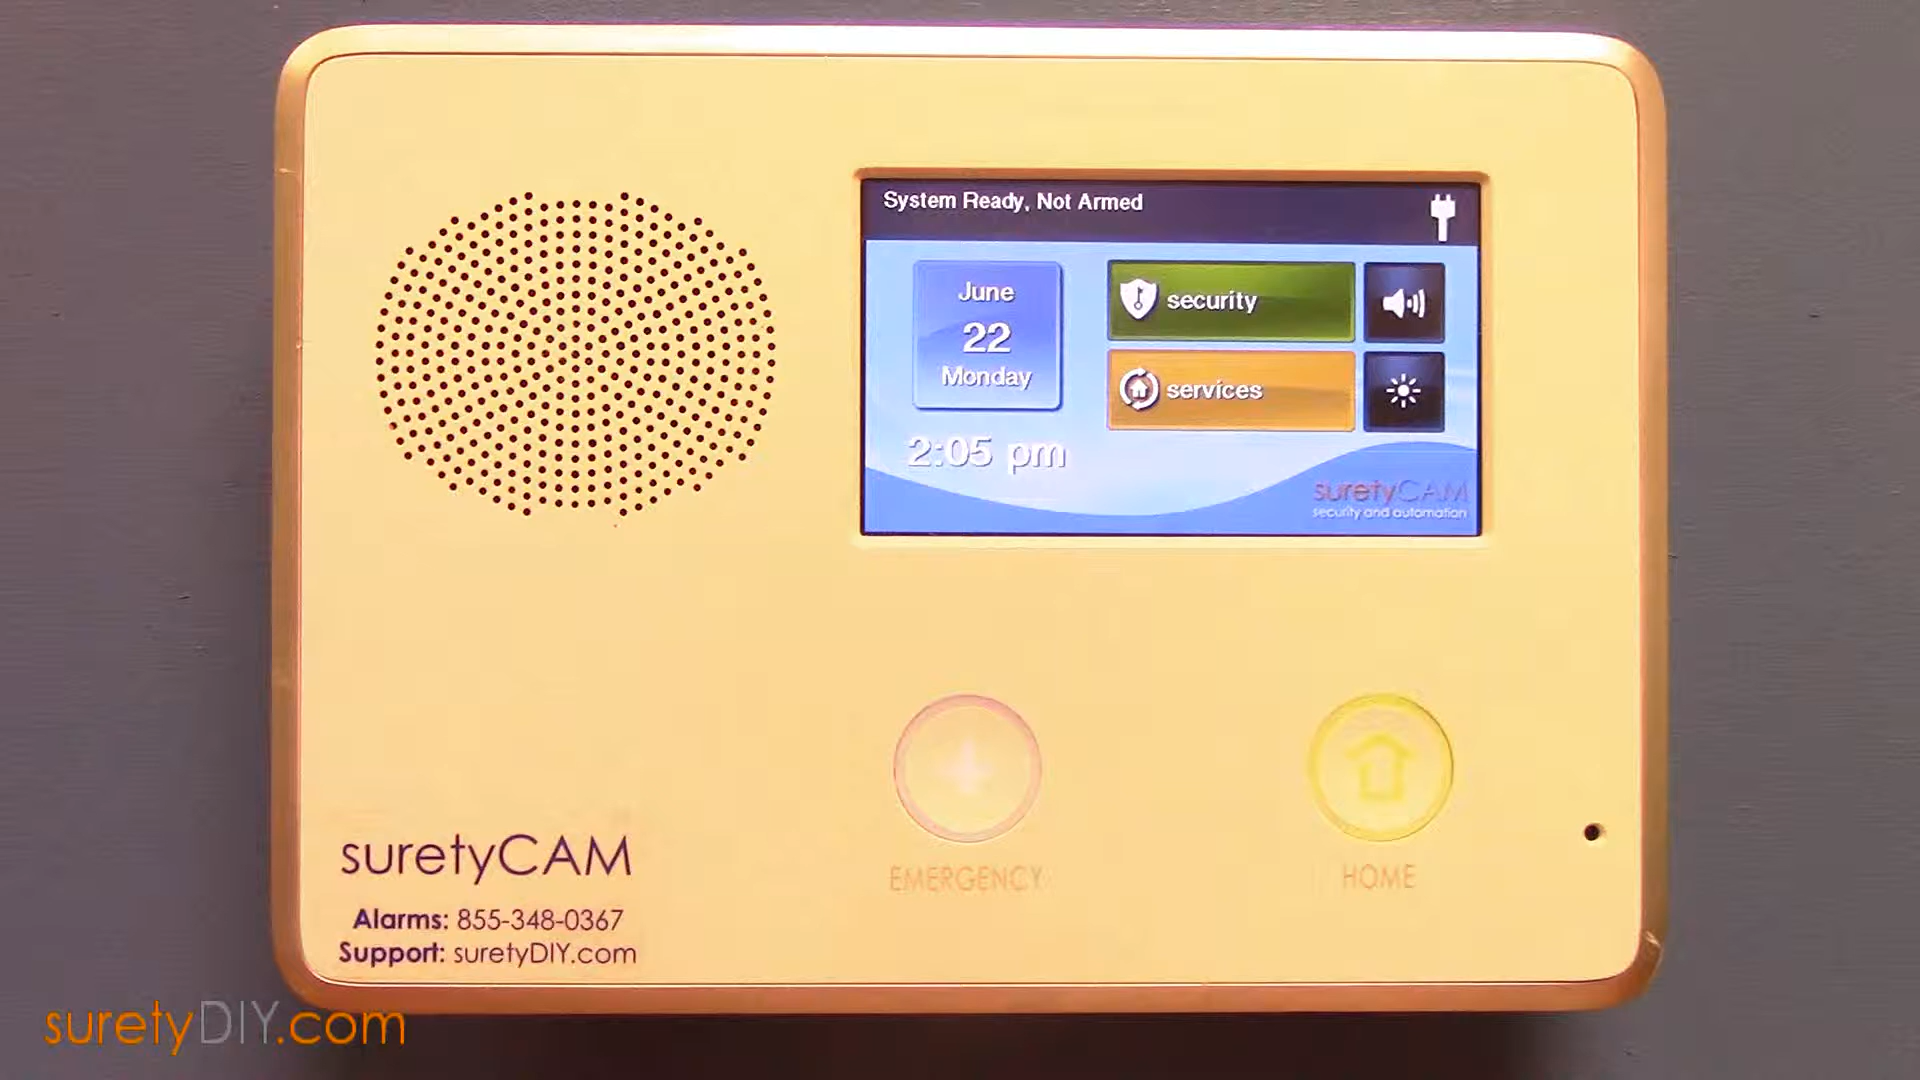 System Ready, Not Armed
June
22
Monday
2:05 pm
security
services
suretyCAM
security and automation
EMERGENCY
HOME
suretyCAM
Alarms: 855-348-0367
Support: suretyDIY.com
suretyDIY.com